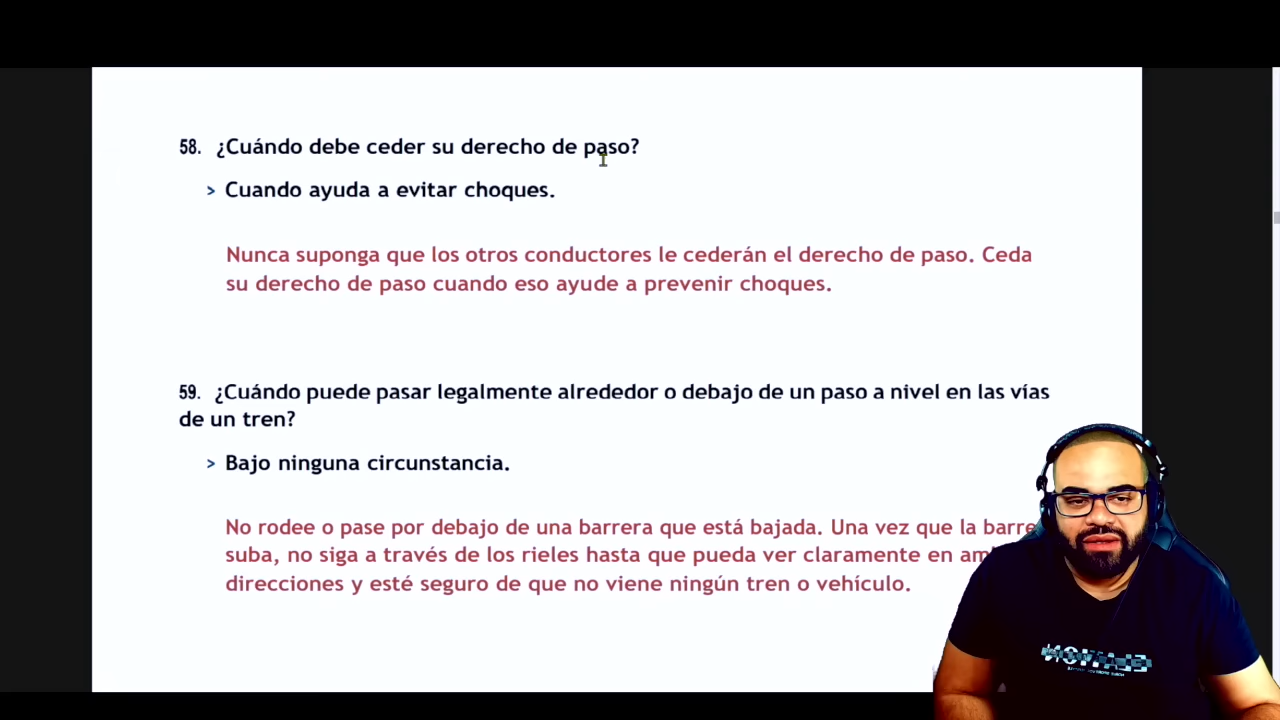 58. ¿Cuándo debe ceder su derecho de paso?
> Cuando ayuda a evitar choques.
Nunca suponga que los otros conductores le cederán el derecho de paso. Ceda
su derecho de paso cuando eso ayude a prevenir choques.
59. ¿Cuándo puede pasar legalmente alrededor o debajo de un paso a nivel en las vías
de un tren?
> Bajo ninguna circunstancia.
No rodee o pase por debajo de una barrera que está bajada. Una vez que la
suba, no siga a través de los rieles hasta que pueda ver claramente en
direcciones y esté seguro de que no viene ningún tren o vehículo.